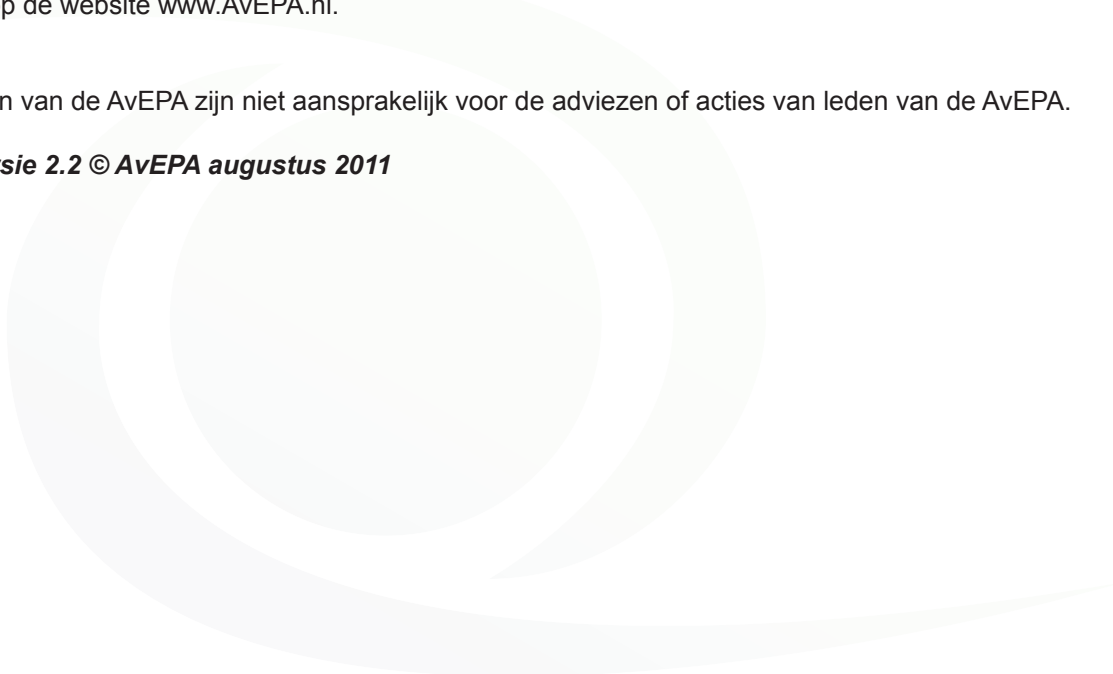 op de website www.AvEPA.nl.
n van de AvEPA zijn niet aansprakelijk voor de adviezen of acties van leden van de AvEPA.
sie 2.2 © AvEPA augustus 2011